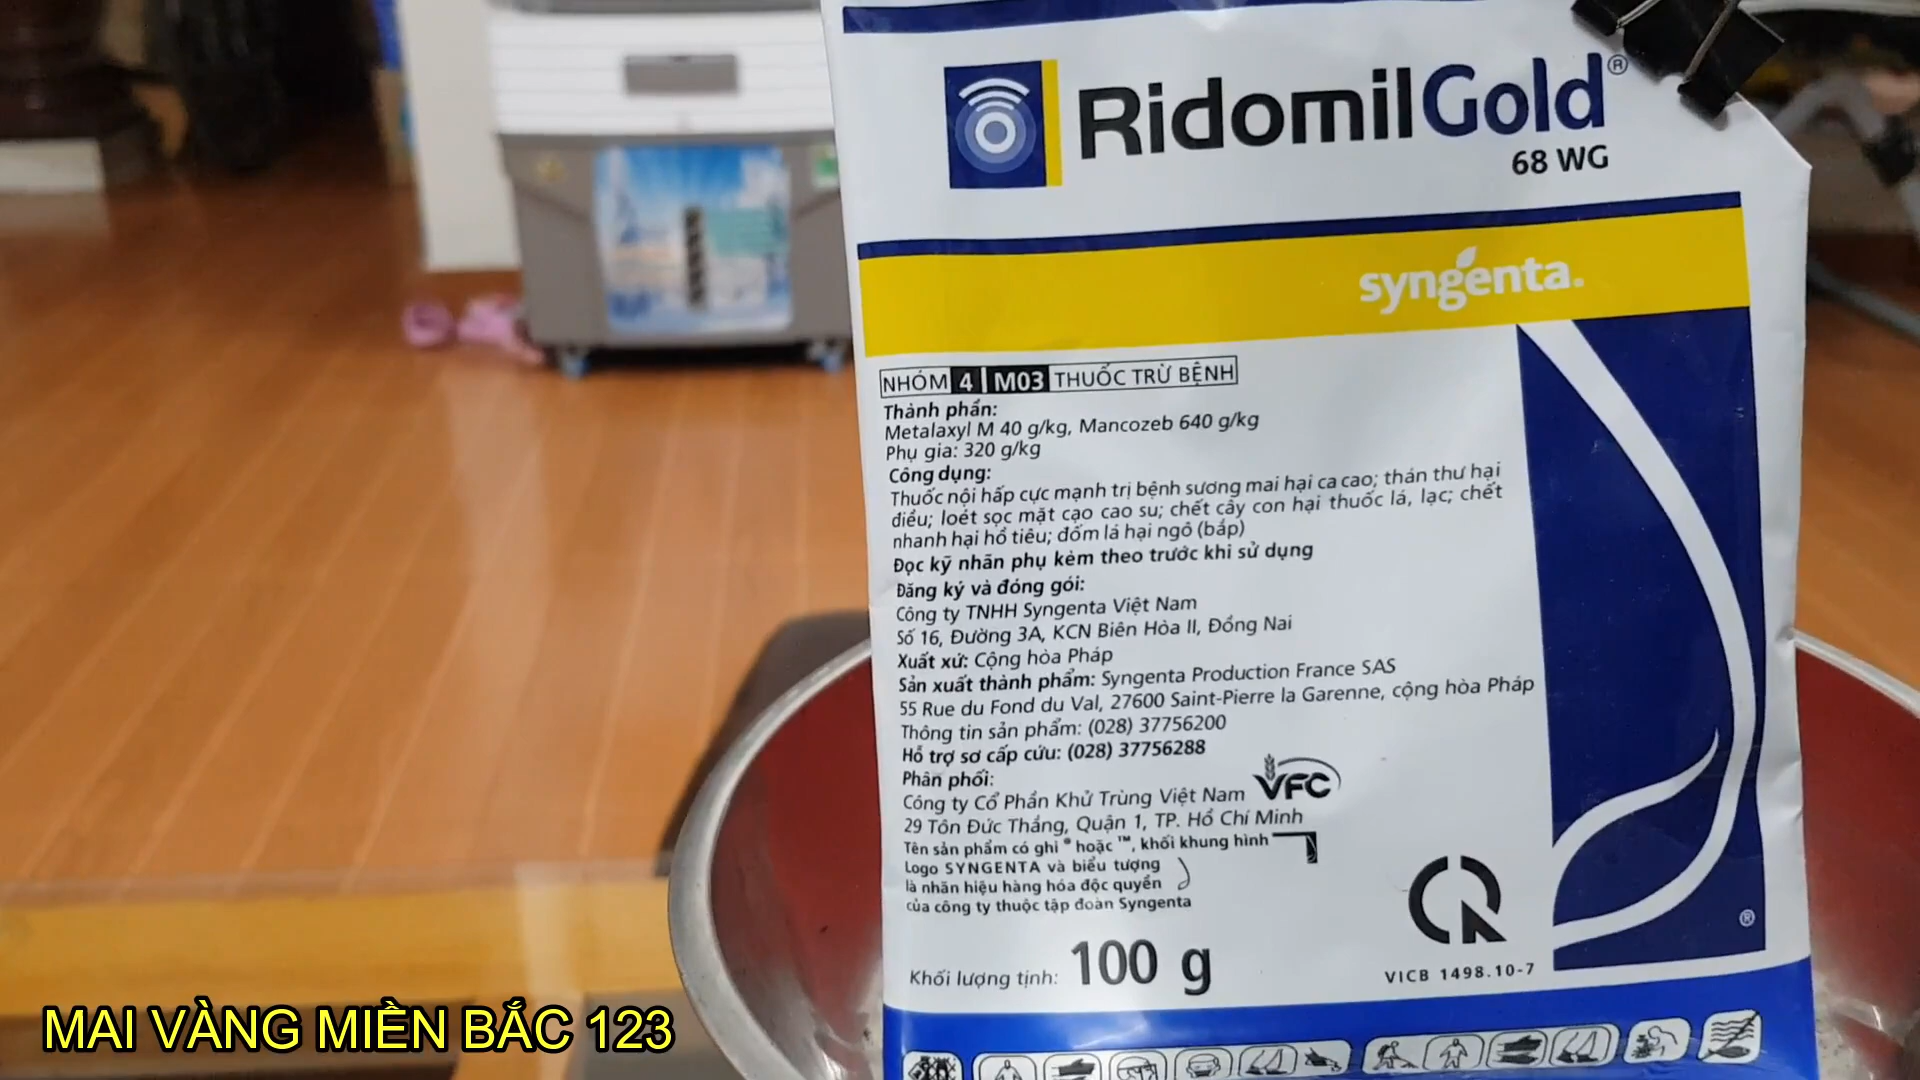 RidomilGold®
68 WG
syngenta.
NHÓM 4 M03 THUỐC TRỪ BỆNH
Thành phần:
Metalaxyl M 40 g/kg, Mancozeb 640 g/kg
Phụ gia: 320 g/kg
Công dụng:
Thuốc nội hấp cực mạnh trị bệnh sương mai hại ca cao; thán thư hại
điều; loét sọc mặt cạo cao su; chết cây con hại thuốc lá, lạc; chết
nhanh hại hồ tiêu; đốm lá hại ngô (bắp)
Đọc kỹ nhãn phụ kèm theo trước khi sử dụng
Đăng ký và đóng gói:
Công ty TNHH Syngenta Việt Nam
Số 16, Đường 3A, KCN Biên Hòa II, Đồng Nai
Xuất xứ: Cộng hòa Pháp
Sản xuất thành phẩm: Syngenta Production France SAS
55 Rue du Fond du Val, 27600 Saint-Pierre la Garenne, cộng hòa Pháp
Thông tin sản phẩm: (028) 37756200
Hỗ trợ sơ cấp cứu: (028) 37756288
Phân phối:
VFC
Công ty Cổ Phần Khử Trùng Việt Nam
29 Tôn Đức Thắng, Quận 1, TP. Hồ Chí Minh
Tên sản phẩm có ghi ® hoặc ™, khối khung hình
Logo SYNGENTA và biểu tượng
là nhãn hiệu hàng hóa độc quyền
của công ty thuộc tập đoàn Syngenta
®
Khối lượng tịnh: 100 g
VICB 1498.10-7
MAI VÀNG MIỀN BẮC 123